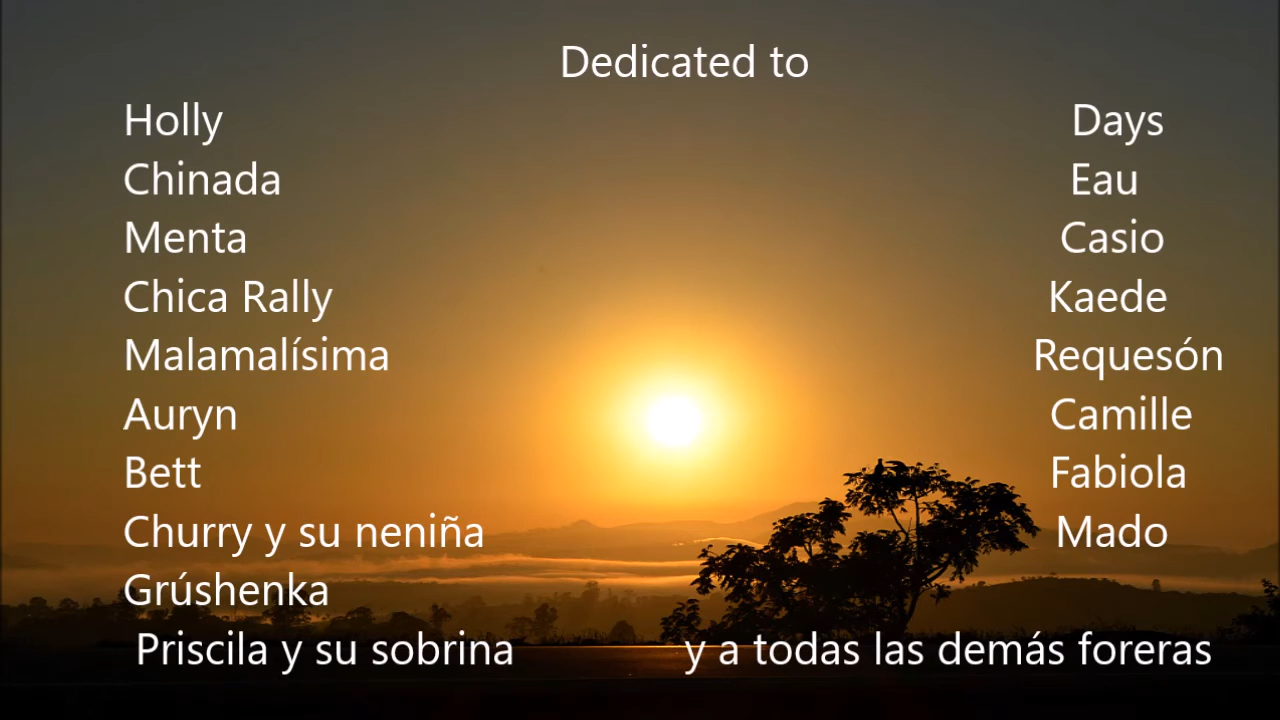 Dedicated to
Holly
Days
Chinada
Eau
Menta
Casio
Chica Rally
Kaede
Malamalísima
Requesón
Auryn
Camille
Bett
Fabiola
Churry y su neniña
Mado
Grúshenka
Priscila y su sobrina
y a todas las demás foreras